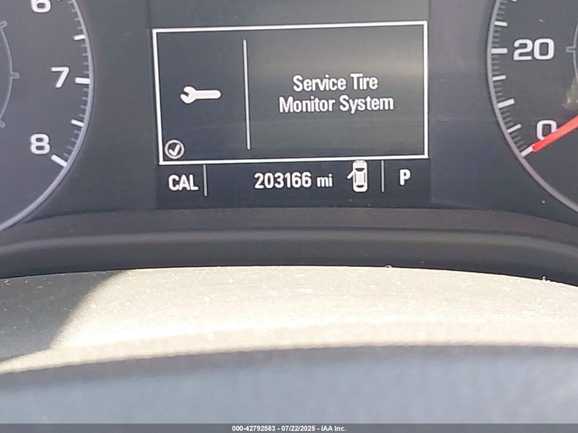 6
7
8
Service Tire
Monitor System
20
0
CAL 203166 mi P
000-42792583 - 07/22/2025 - IAA Inc.